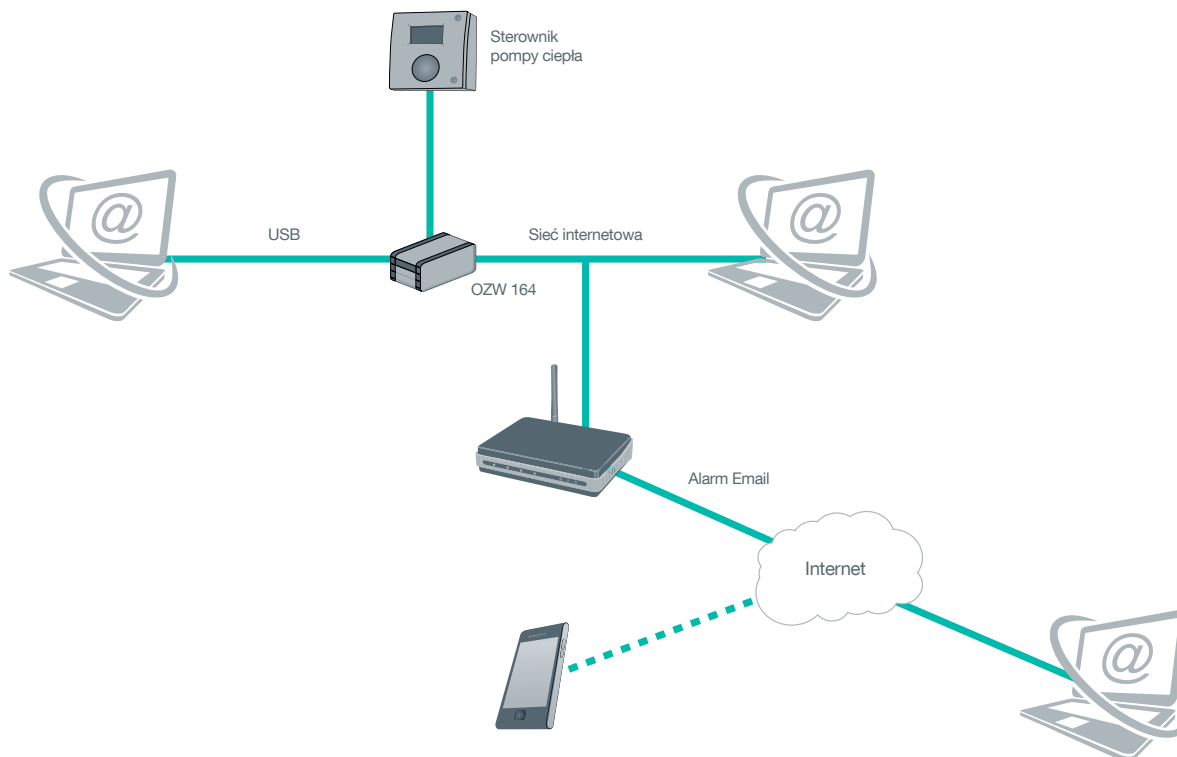 Sterownik
pompy ciepła
@
@
USB
Sieć internetowa
OZW 164
Alarm Email
Internet
@